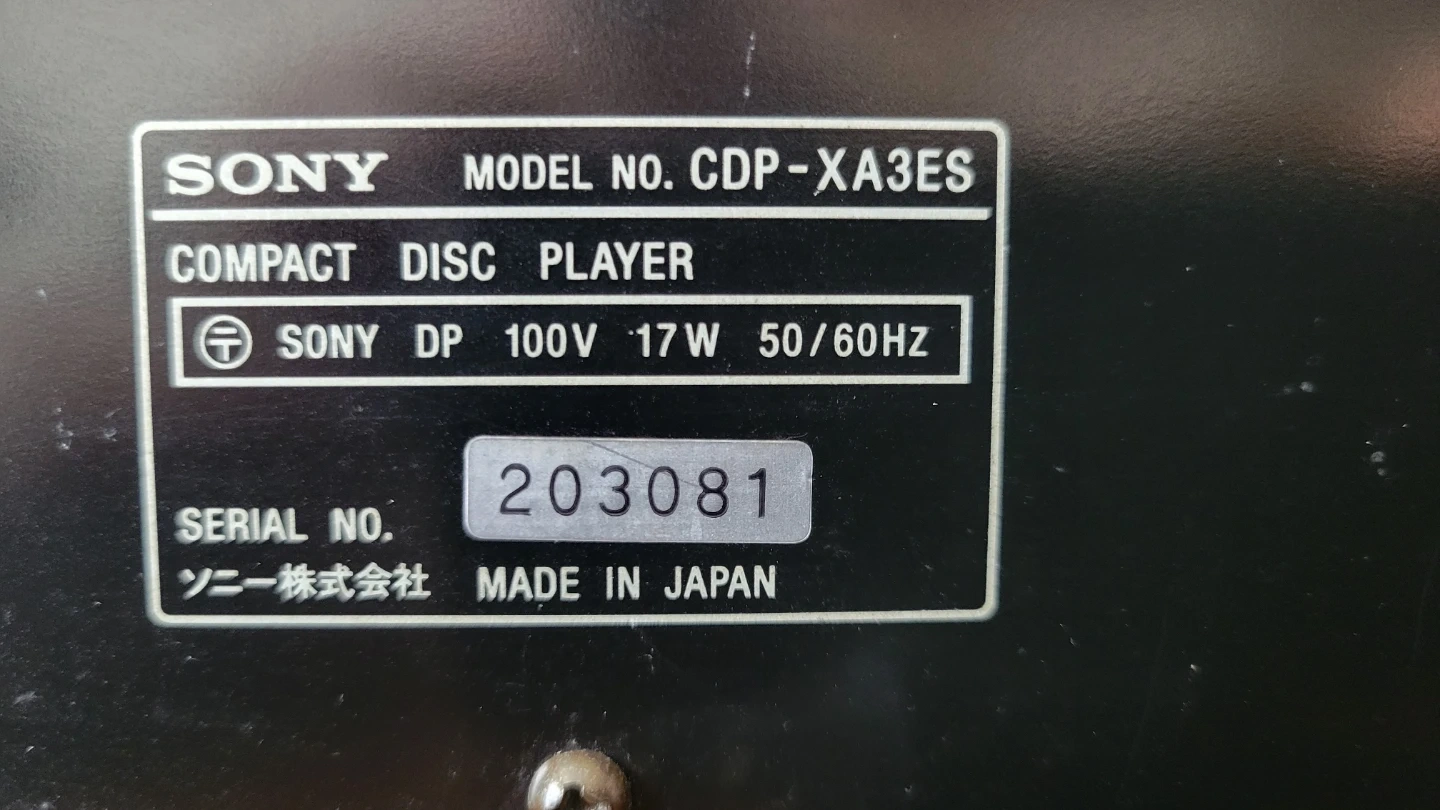 SONY MODEL NO. CDP-XA3ES
COMPACT DISC PLAYER
〒 SONY DP 100V 17W 50/60Hz
203081
SERIAL NO.
ソニー株式会社 MADE IN JAPAN